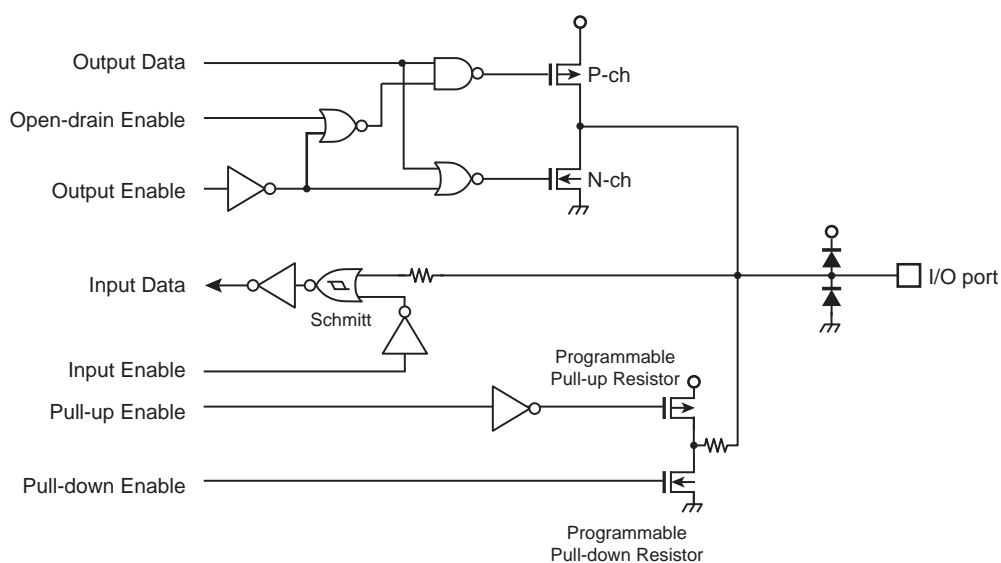 Output Data
P-ch
Open-drain Enable
Output Enable
N-ch
Input Data
Schmitt
I/O port
Input Enable
Programmable
Pull-up Resistor
Pull-up Enable
Pull-down Enable
Programmable
Pull-down Resistor